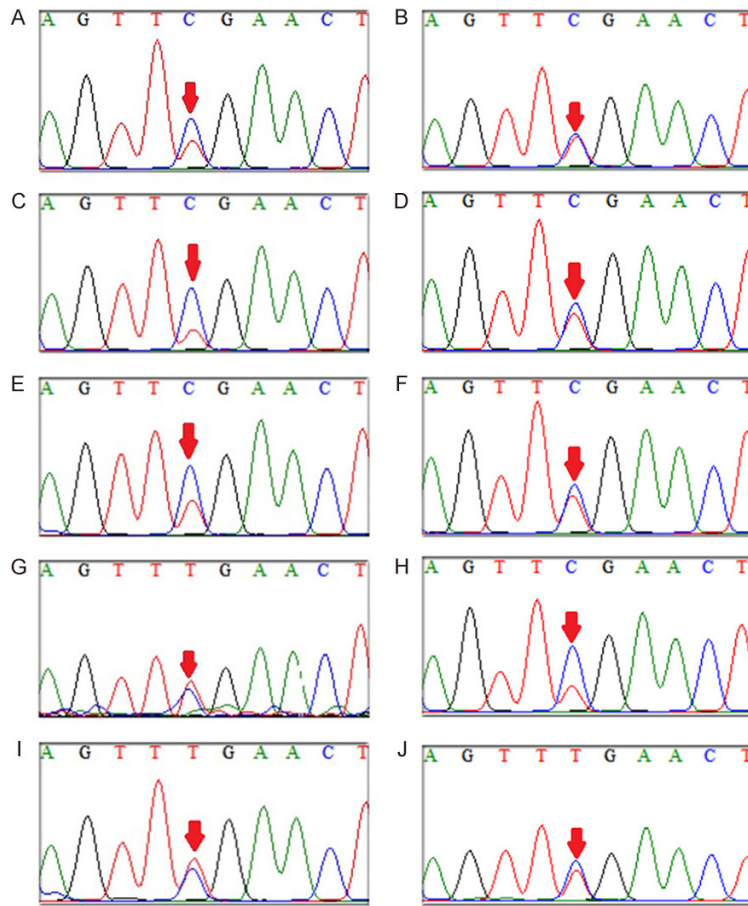 A A G T T C G A A C T
B A G T T C G A A C T
C A G T T C G A A C T
D A G T T C G A A C T
E A G T T C G A A C T
F A G T T C G A A C T
G A G T T T G A A C T
H A G T T C G A A C T
I A G T T T G A A C T
J A G T T T G A A C T